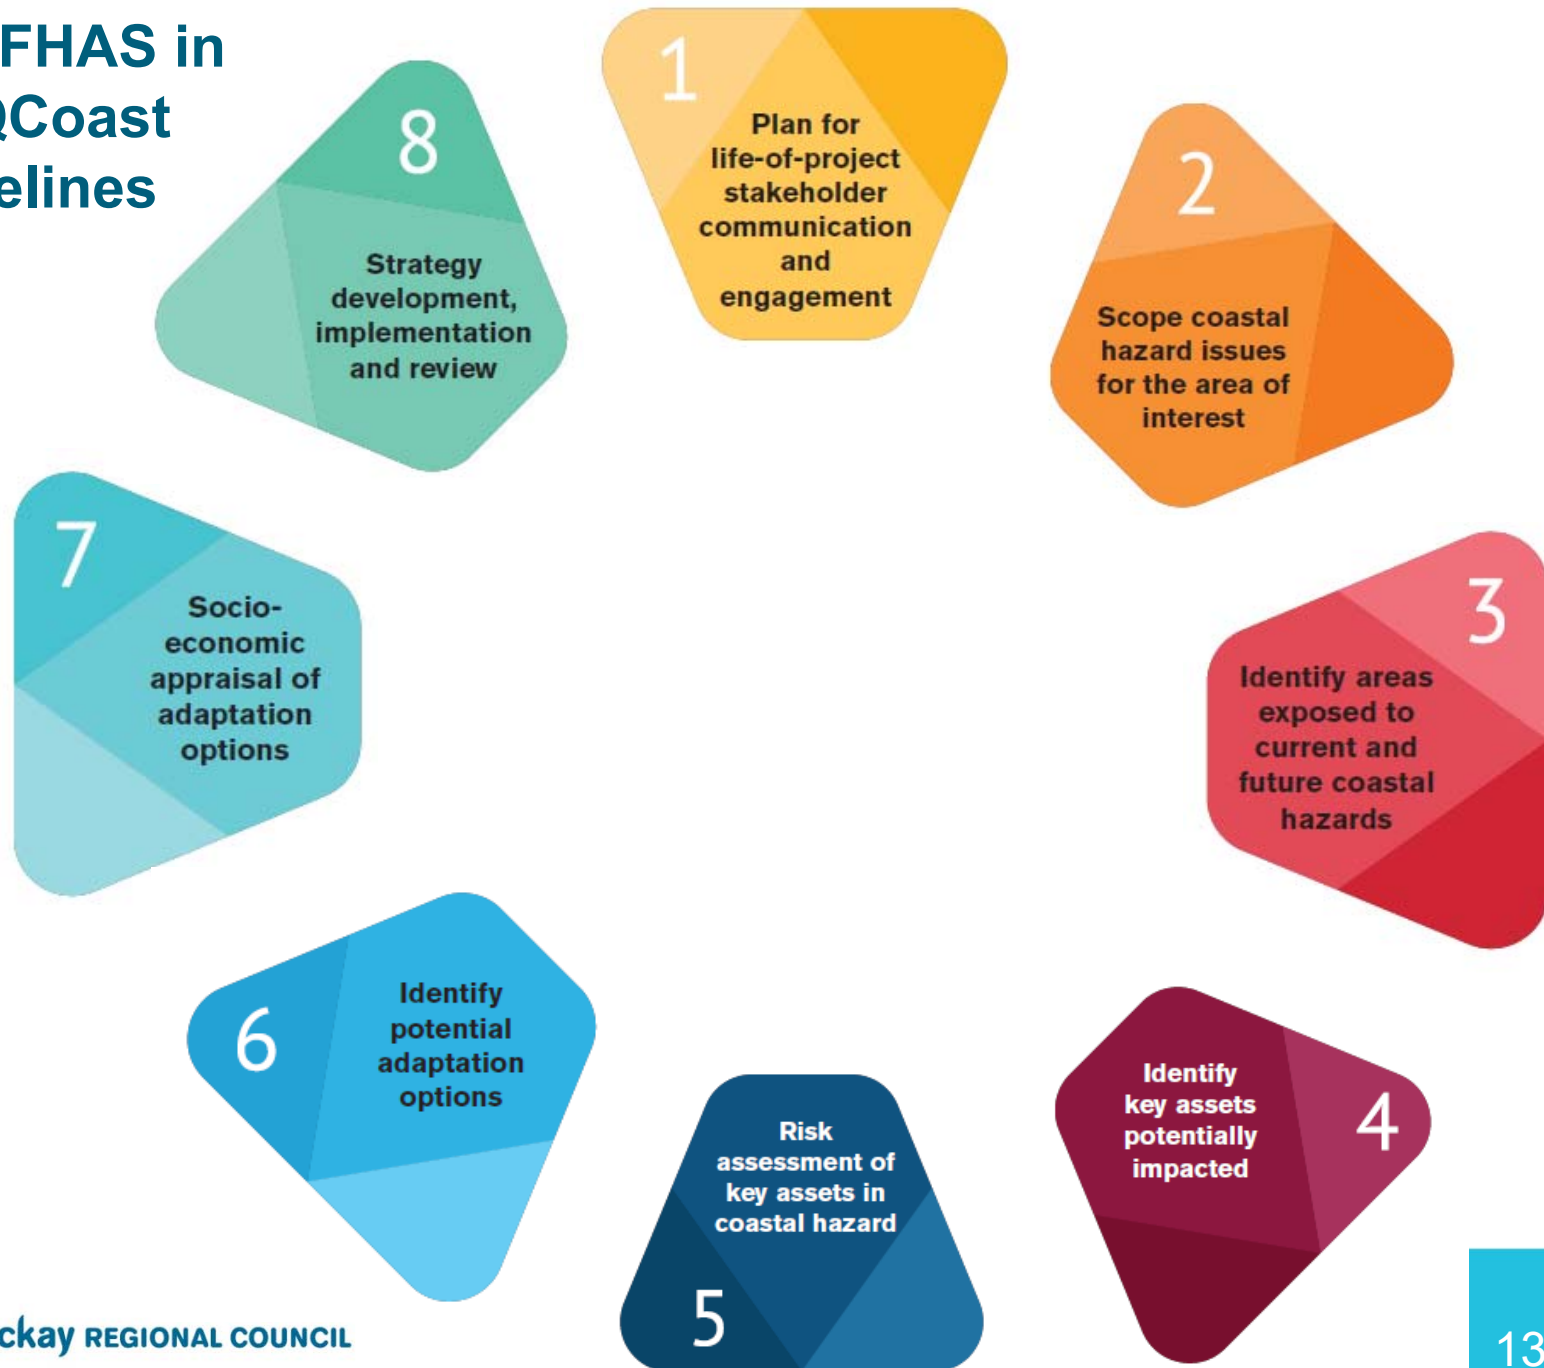 FHAS in
QCoast
elines
1
Plan for
life-of-project
stakeholder
communication
and
engagement
2
Scope coastal
hazard issues
for the area of
interest
3
Identify areas
exposed to
current and
future coastal
hazards
4
Identify
key assets
potentially
impacted
5
Risk
assessment of
key assets in
coastal hazard
6
Identify
potential
adaptation
options
7
Socio-
economic
appraisal of
adaptation
options
8
Strategy
development,
implementation
and review
ckay REGIONAL COUNCIL
13